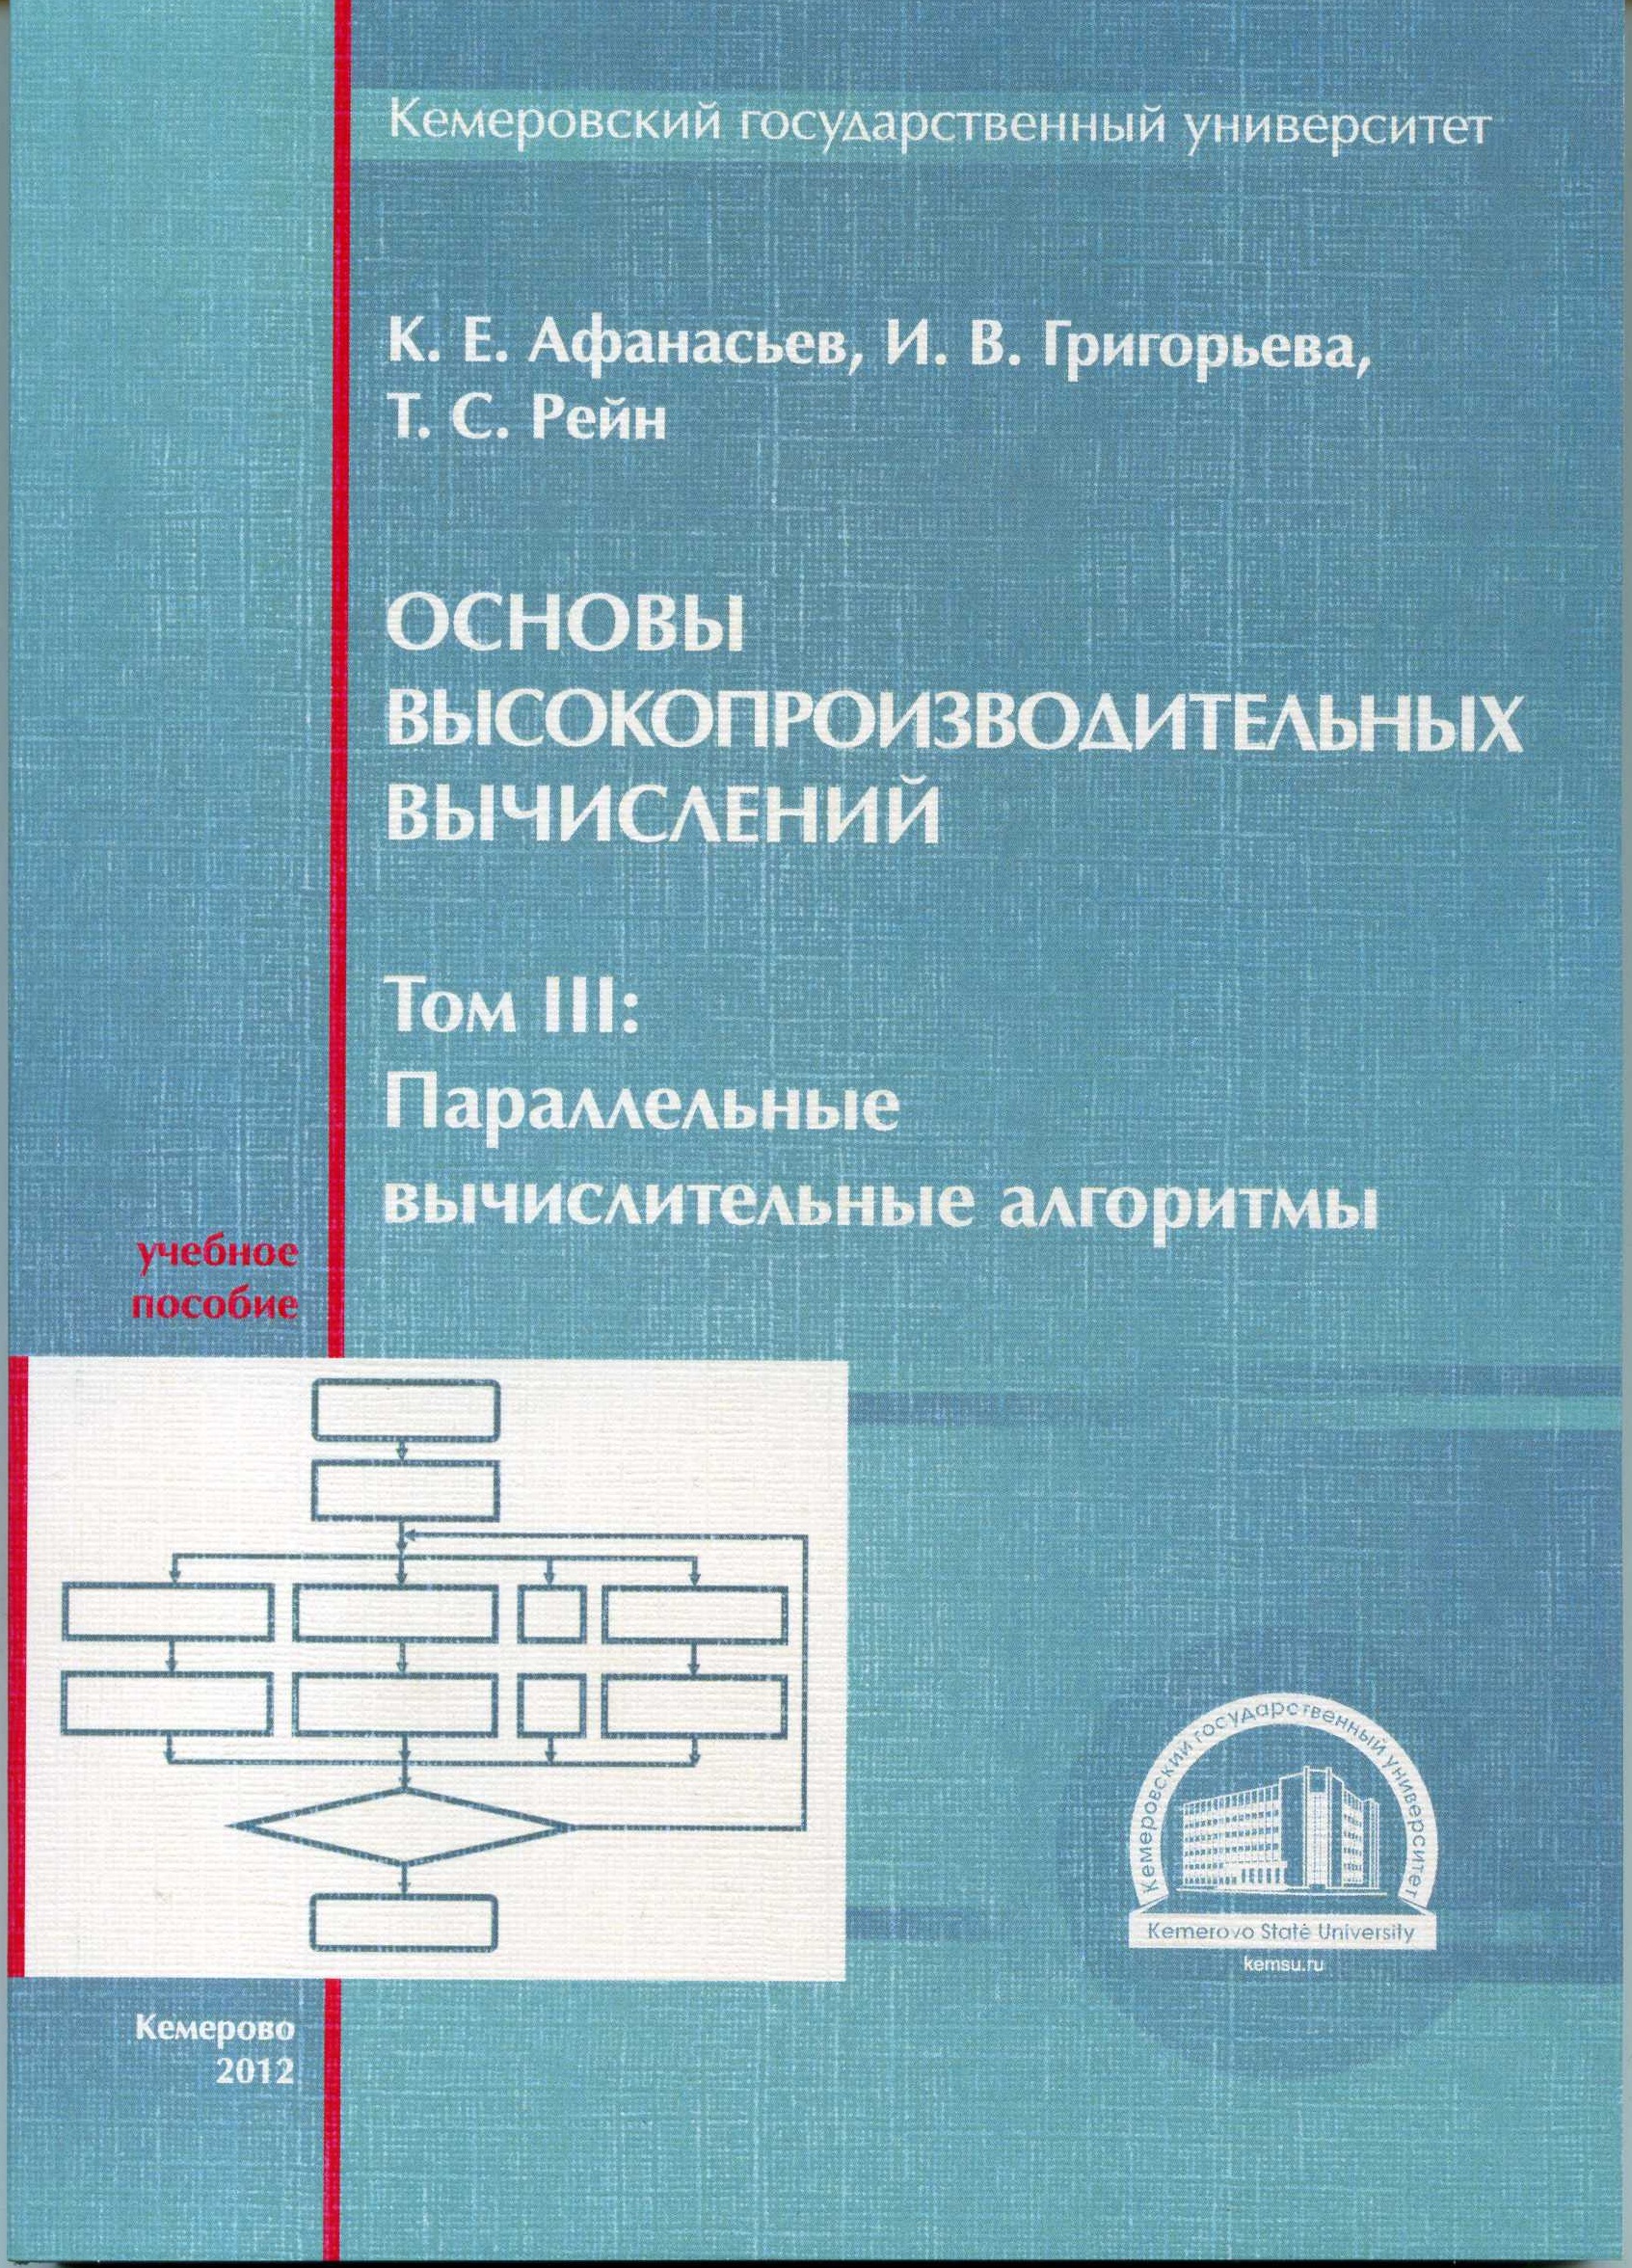 Кемеровский государственный университет
К. Е. Афанасьев, И. В. Григорьева,
Т. С. Рейн
ОСНОВЫ
ВЫСОКОПРОИЗВОДИТЕЛЬНЫХ
ВЫЧИСЛЕНИЙ
Том III:
Параллельные
вычислительные алгоритмы
учебное
пособие
Кемеровский государственный университет
Kemerovo State University
kemsu.ru
Кемерово
2012